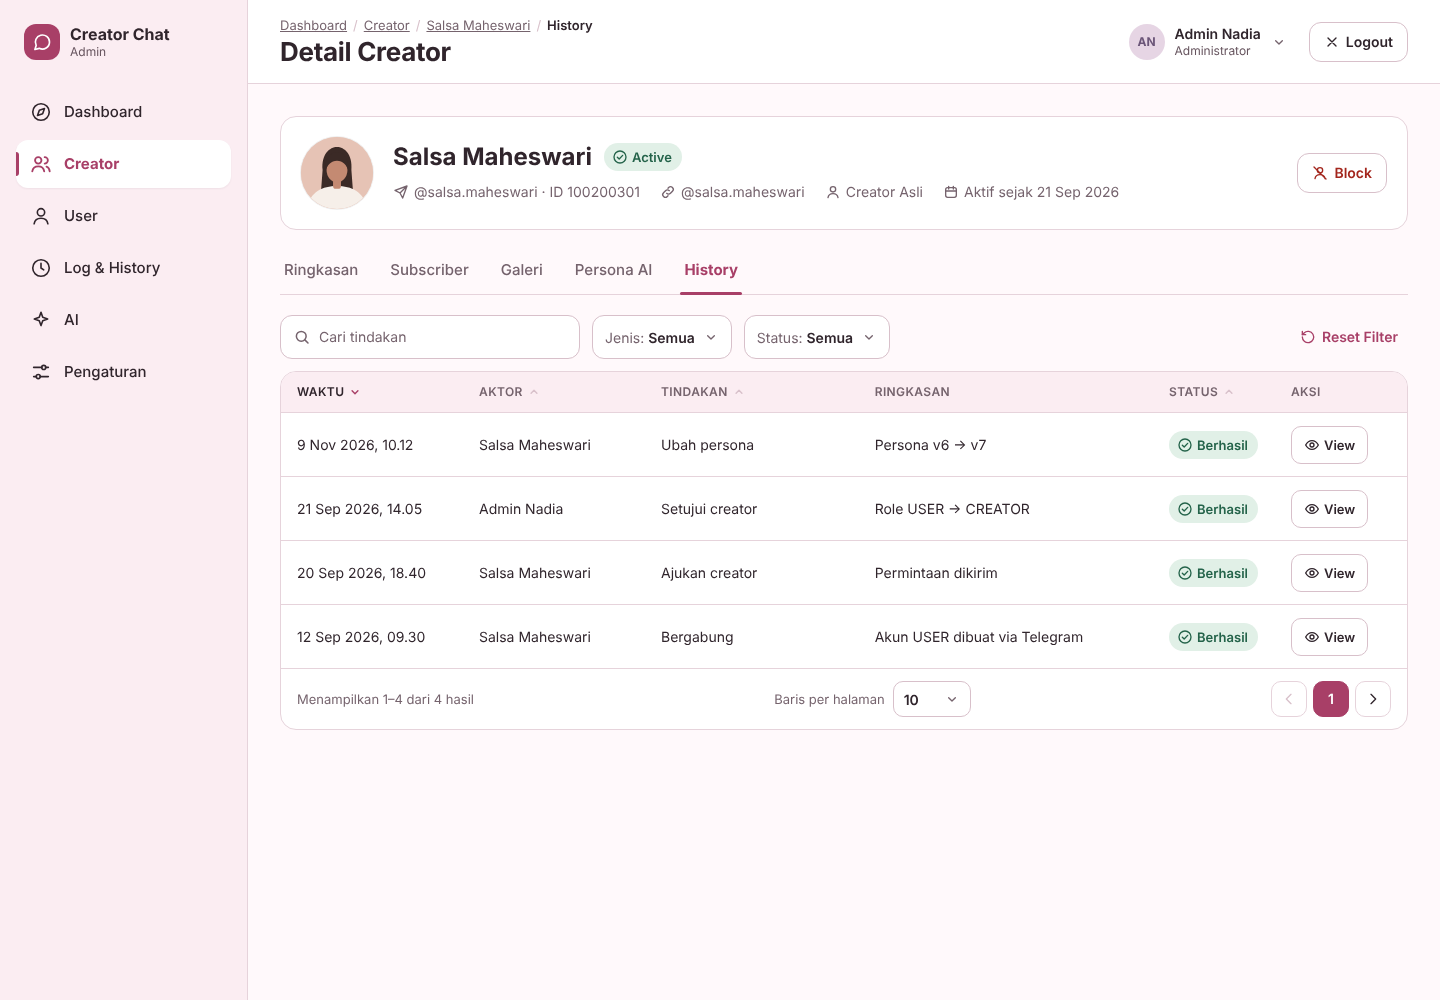 Creator Chat
Admin
Dashboard
Creator
User
Log & History
AI
Pengaturan
Dashboard / Creator / Salsa Maheswari / History
Detail Creator
AN
Admin Nadia
Administrator
Logout
Salsa Maheswari
Active
@salsa.maheswari · ID 100200301
@salsa.maheswari
Creator Asli
Aktif sejak 21 Sep 2026
Block
Ringkasan
Subscriber
Galeri
Persona AI
History
Cari tindakan
Jenis: Semua
Status: Semua
Reset Filter
WAKTU AKTOR TINDAKAN RINGKASAN STATUS AKSI
9 Nov 2026, 10.12 Salsa Maheswari Ubah persona Persona v6 → v7 Berhasil View
21 Sep 2026, 14.05 Admin Nadia Setujui creator Role USER → CREATOR Berhasil View
20 Sep 2026, 18.40 Salsa Maheswari Ajukan creator Permintaan dikirim Berhasil View
12 Sep 2026, 09.30 Salsa Maheswari Bergabung Akun USER dibuat via Telegram Berhasil View
Menampilkan 1–4 dari 4 hasil
Baris per halaman 10
1